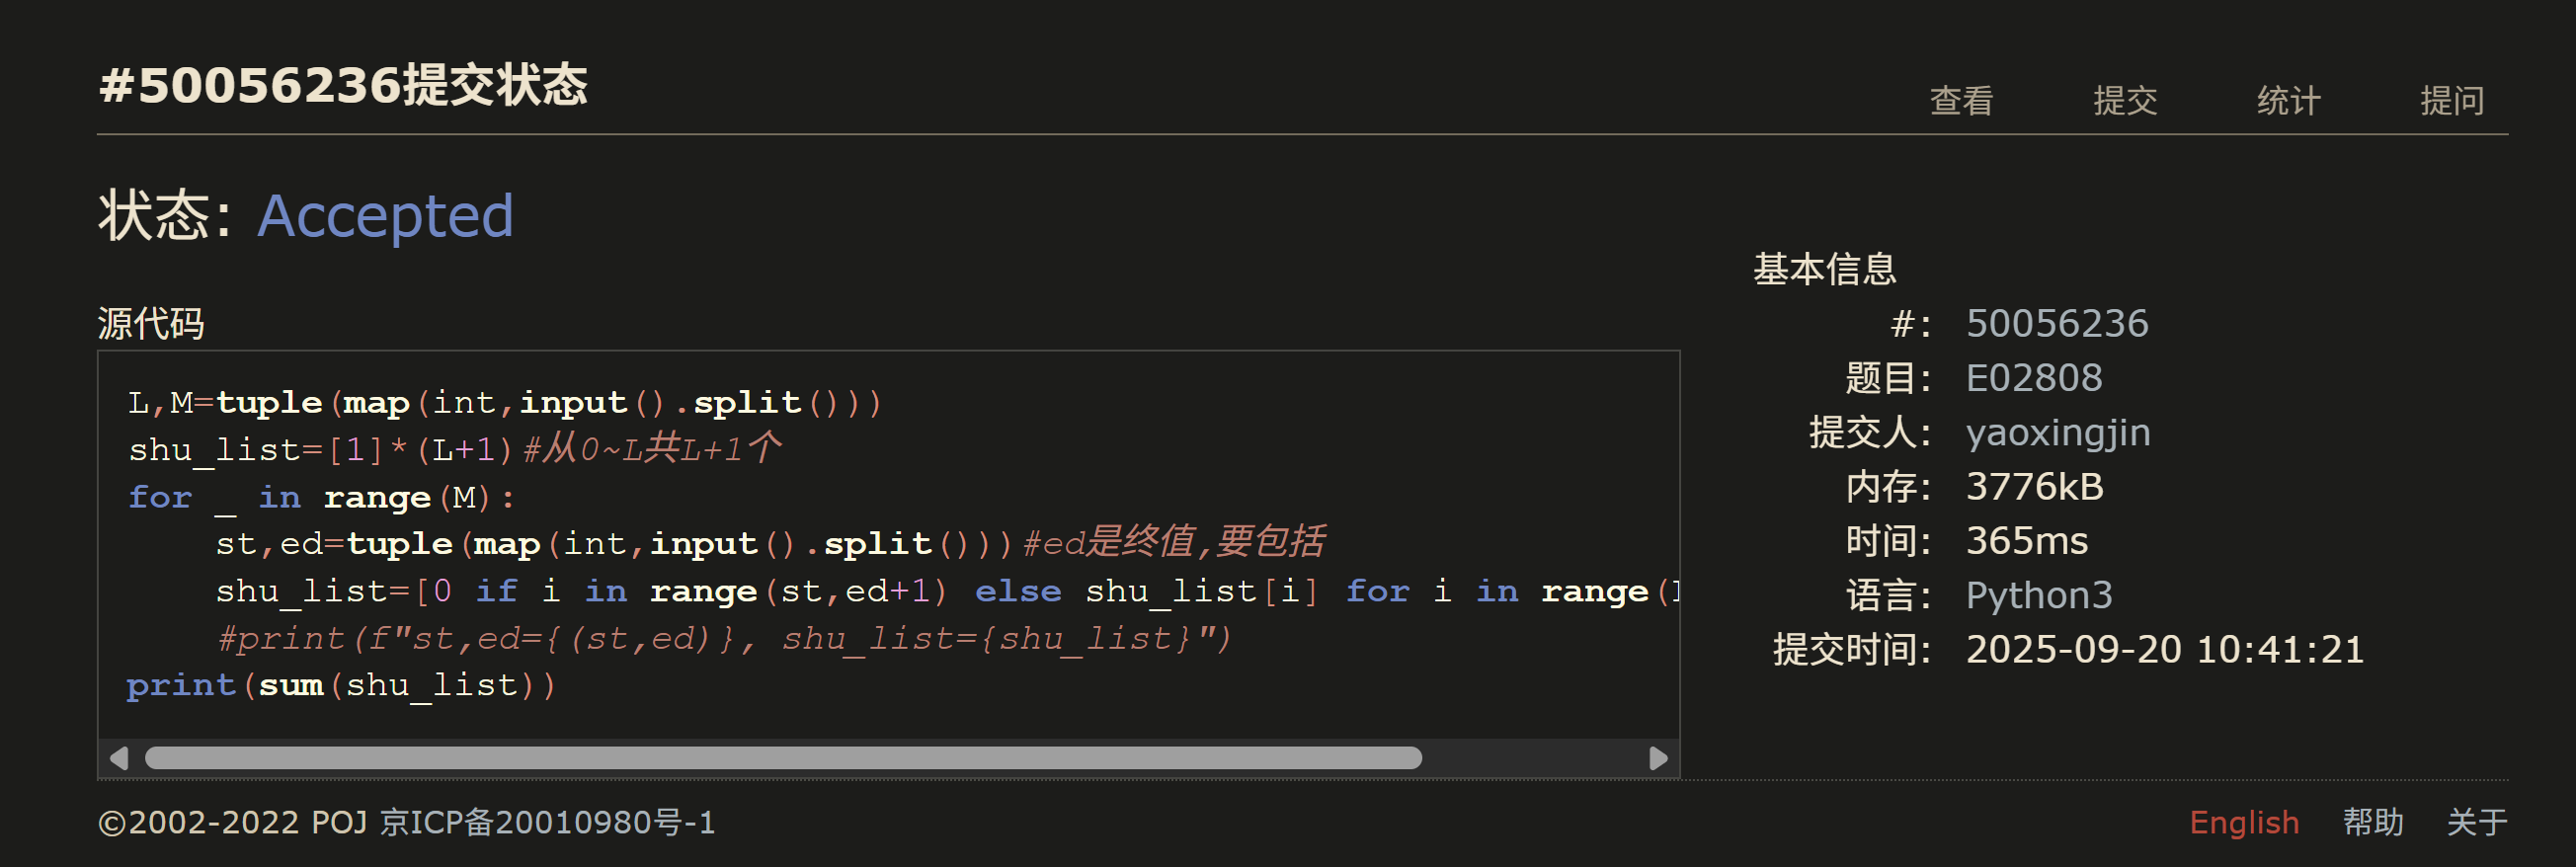 #50056236提交状态
查看 提交 统计 提问
状态: Accepted
源代码
L,M=tuple(map(int,input().split()))
shu_list=[1]*(L+1)#从0~L共L+1个
for _ in range(M):
    st,ed=tuple(map(int,input().split()))#ed是终值,要包括
    shu_list=[0 if i in range(st,ed+1) else shu_list[i] for i in range(
    #print(f"st,ed={(st,ed)}, shu_list={shu_list}")
print(sum(shu_list))
基本信息
#: 50056236
题目: E02808
提交人: yaoxingjin
内存: 3776kB
时间: 365ms
语言: Python3
提交时间: 2025-09-20 10:41:21
©2002-2022 POJ 京ICP备20010980号-1
English 帮助 关于